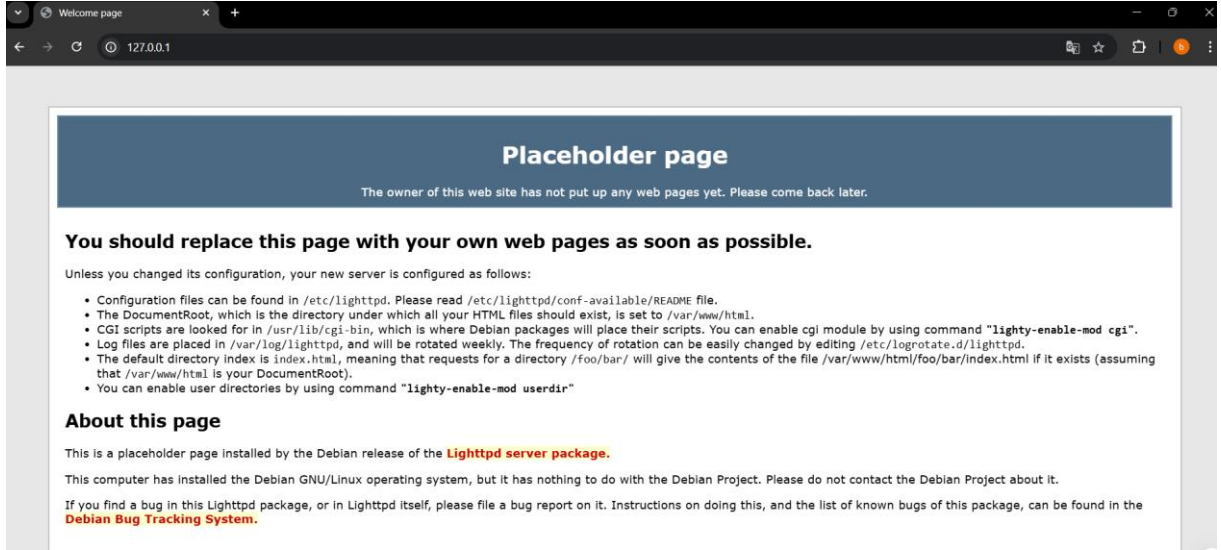 Welcome page
127.0.0.1
b
Placeholder page
The owner of this web site has not put up any web pages yet. Please come back later.
You should replace this page with your own web pages as soon as possible.
Unless you changed its configuration, your new server is configured as follows:
• Configuration files can be found in /etc/lighttpd. Please read /etc/lighttpd/conf-available/README file.
• The DocumentRoot, which is the directory under which all your HTML files should exist, is set to /var/www/html.
• CGI scripts are looked for in /usr/lib/cgi-bin, which is where Debian packages will place their scripts. You can enable cgi module by using command "lighty-enable-mod cgi".
• Log files are placed in /var/log/lighttpd, and will be rotated weekly. The frequency of rotation can be easily changed by editing /etc/logrotate.d/lighttpd.
• The default directory index is index.html, meaning that requests for a directory /foo/bar/ will give the contents of the file /var/www/html/foo/bar/index.html if it exists (assuming
that /var/www/html is your DocumentRoot).
• You can enable user directories by using command "lighty-enable-mod userdir"
About this page
This is a placeholder page installed by the Debian release of the Lighttpd server package.
This computer has installed the Debian GNU/Linux operating system, but it has nothing to do with the Debian Project. Please do not contact the Debian Project about it.
If you find a bug in this Lighttpd package, or in Lighttpd itself, please file a bug report on it. Instructions on doing this, and the list of known bugs of this package, can be found in the
Debian Bug Tracking System.